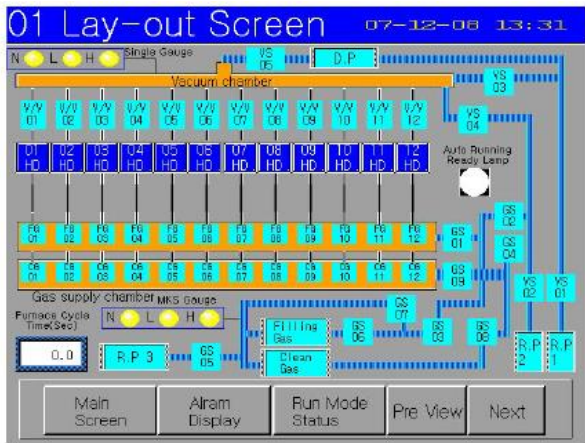 01 Lay-out Screen 07-12-08 13:31
N L H Single Gauge
VS 05
D.P
VS 03
Vacuum chamber
V/V 01 V/V 02 V/V 03 V/V 04 V/V 05 V/V 06 V/V 07 V/V 08 V/V 09 V/V 10 V/V 11 V/V 12
VS 04
01 HD 02 HD 03 HD 04 HD 05 HD 06 HD 07 HD 08 HD 09 HD 10 HD 11 HD 12 HD
Auto Running
Ready Lamp
GS 02
FG 01 FG 02 FG 03 FG 04 FG 05 FG 06 FG 07 FG 08 FG 09 FG 10 FG 11 FG 12
GS 01
GS 04
CG 01 CG 02 CG 03 CG 04 CG 05 CG 06 CG 07 CG 08 CG 09 CG 10 CG 11 CG 12
GS 09
VS 02
VS 01
Gas supply chamber MKS Gauge
N L H
GS 07
Furnace Cycle
Time(Sec)
0.0
Filling
Gas
GS 06
GS 03
GS 08
R.P 3
GS 05
Clean
Gas
R.P 2
R.P 1
Main
Screen
Alram
Display
Run Mode
Status
Pre View
Next